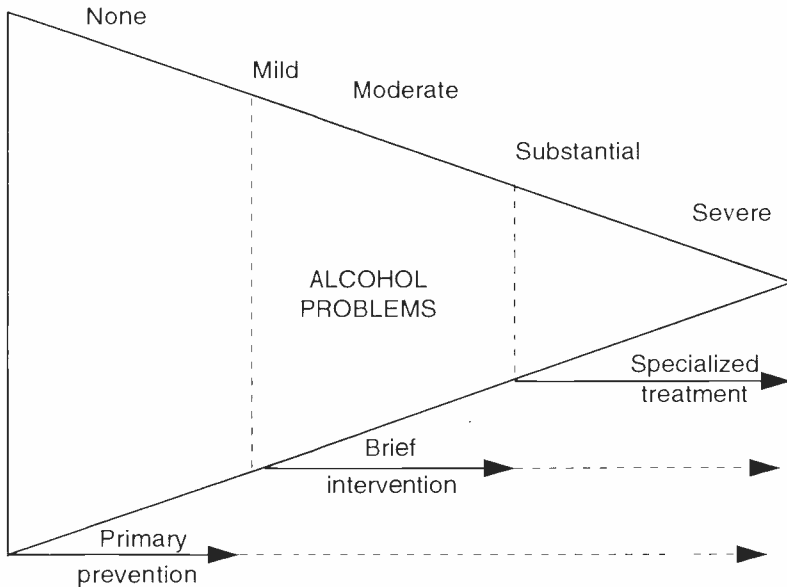 None
Mild
Moderate
Substantial
Severe
ALCOHOL
PROBLEMS
Specialized
treatment
Brief
intervention
Primary
prevention